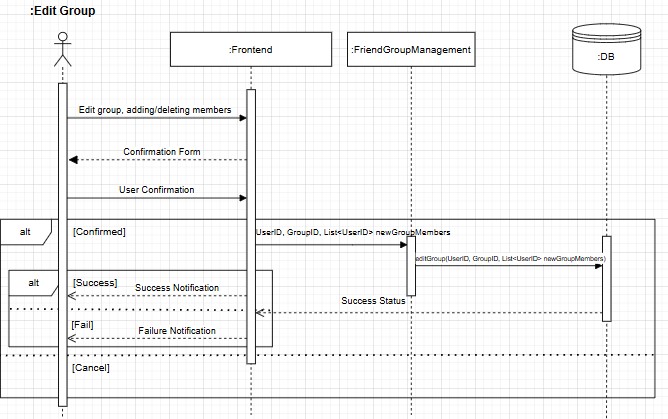 :Edit Group
:Frontend
:FriendGroupManagement
:DB
Edit group, adding/deleting members
Confirmation Form
User Confirmation
alt
[Confirmed]
UserID, GroupID, List<UserID> newGroupMembers
editGroup(UserID, GroupID, List<UserID> newGroupMembers)
alt
[Success]
Success Notification
Success Status
[Fail]
Failure Notification
[Cancel]